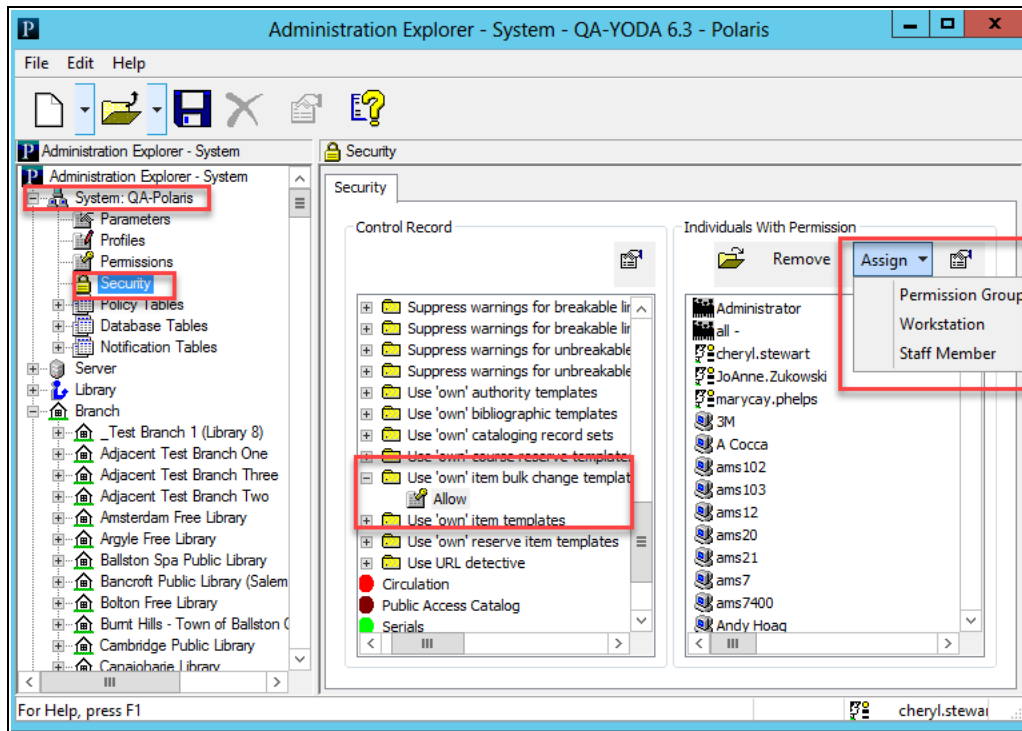 P Administration Explorer - System - QA-YODA 6.3 - Polaris
File Edit Help
P Administration Explorer - System
Security
P Administration Explorer - System
System: QA-Polaris
Parameters
Profiles
Permissions
Security
Policy Tables
Database Tables
Notification Tables
Server
Library
Branch
_Test Branch 1 (Library 8)
Adjacent Test Branch One
Adjacent Test Branch Three
Adjacent Test Branch Two
Amsterdam Free Library
Argyle Free Library
Ballston Spa Public Library
Bancroft Public Library (Salem
Bolton Free Library
Burnt Hills - Town of Ballston C
Cambridge Public Library
Canajoharie Library
Security
Control Record
Suppress warnings for breakable lin
Suppress warnings for breakable lin
Suppress warnings for unbreakable
Suppress warnings for unbreakable
Use 'own' authority templates
Use 'own' bibliographic templates
Use 'own' cataloging record sets
Use 'own' course reserve templates
Use 'own' item bulk change templat
Allow
Use 'own' item templates
Use 'own' reserve item templates
Use URL detective
Circulation
Public Access Catalog
Serials
Individuals With Permission
Remove Assign
Permission Group
Workstation
Staff Member
Administrator
all -
cheryl.stewart
JoAnne.Zukowski
marycay.phelps
3M
A Cocca
ams102
ams103
ams12
ams20
ams21
ams7
ams7400
Andy Hoag
For Help, press F1
cheryl.stewar